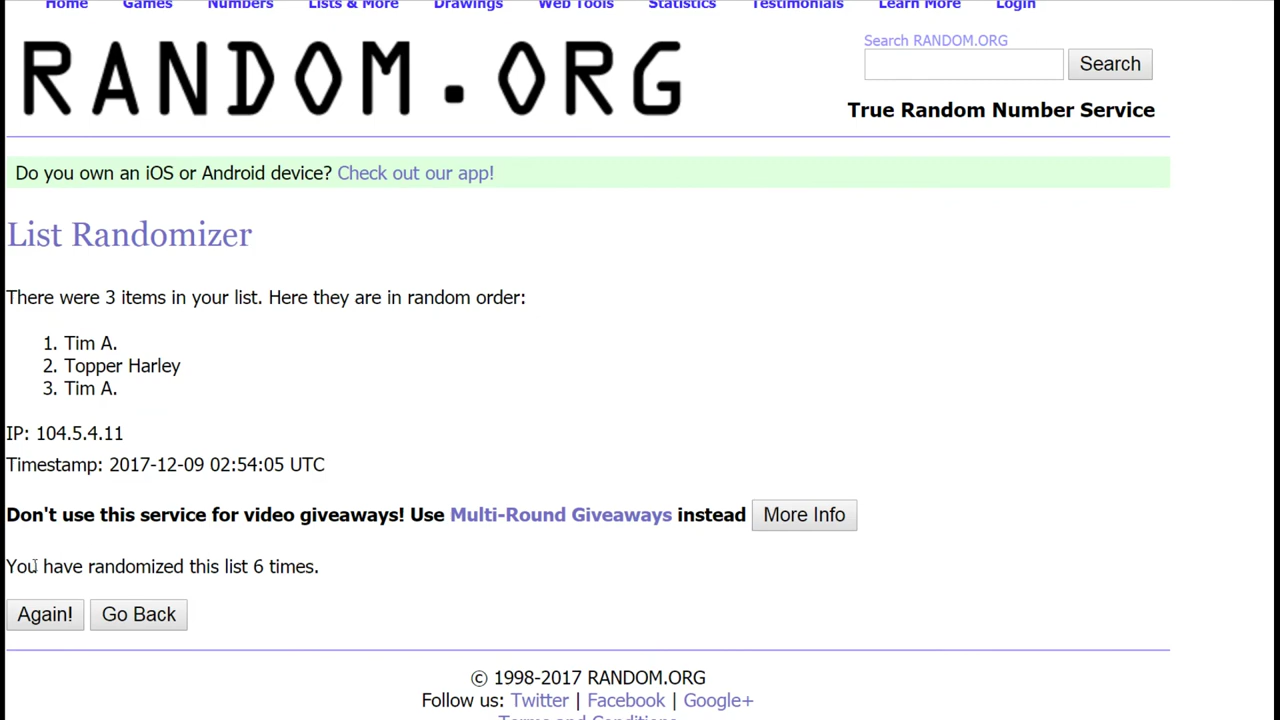 Home Games Numbers Lists & More Drawings Web Tools Statistics Testimonials Learn More Login
RANDOM.ORG
Search RANDOM.ORG
Search
True Random Number Service
Do you own an iOS or Android device? Check out our app!
List Randomizer
There were 3 items in your list. Here they are in random order:
1. Tim A.
2. Topper Harley
3. Tim A.
IP: 104.5.4.11
Timestamp: 2017-12-09 02:54:05 UTC
Don't use this service for video giveaways! Use Multi-Round Giveaways instead More Info
You have randomized this list 6 times.
Again! Go Back
© 1998-2017 RANDOM.ORG
Follow us: Twitter | Facebook | Google+
Terms and Conditions